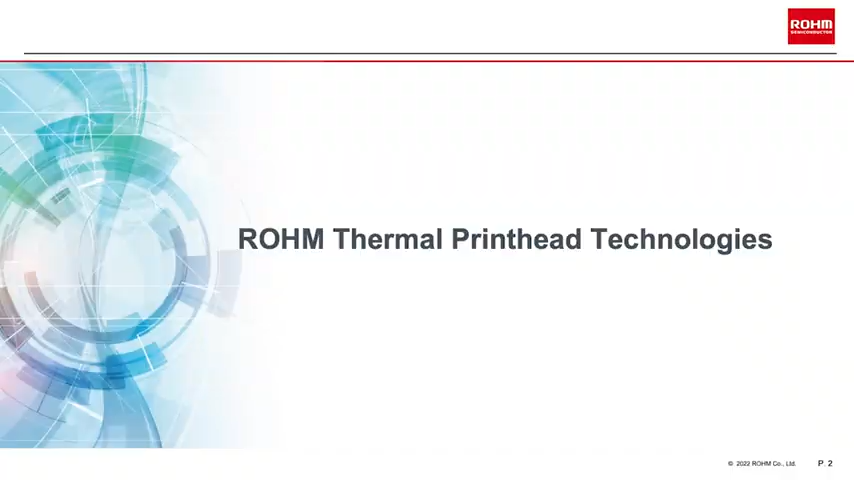 ROHM
SEMICONDUCTOR
ROHM Thermal Printhead Technologies
© 2022 ROHM Co., Ltd.
P. 2